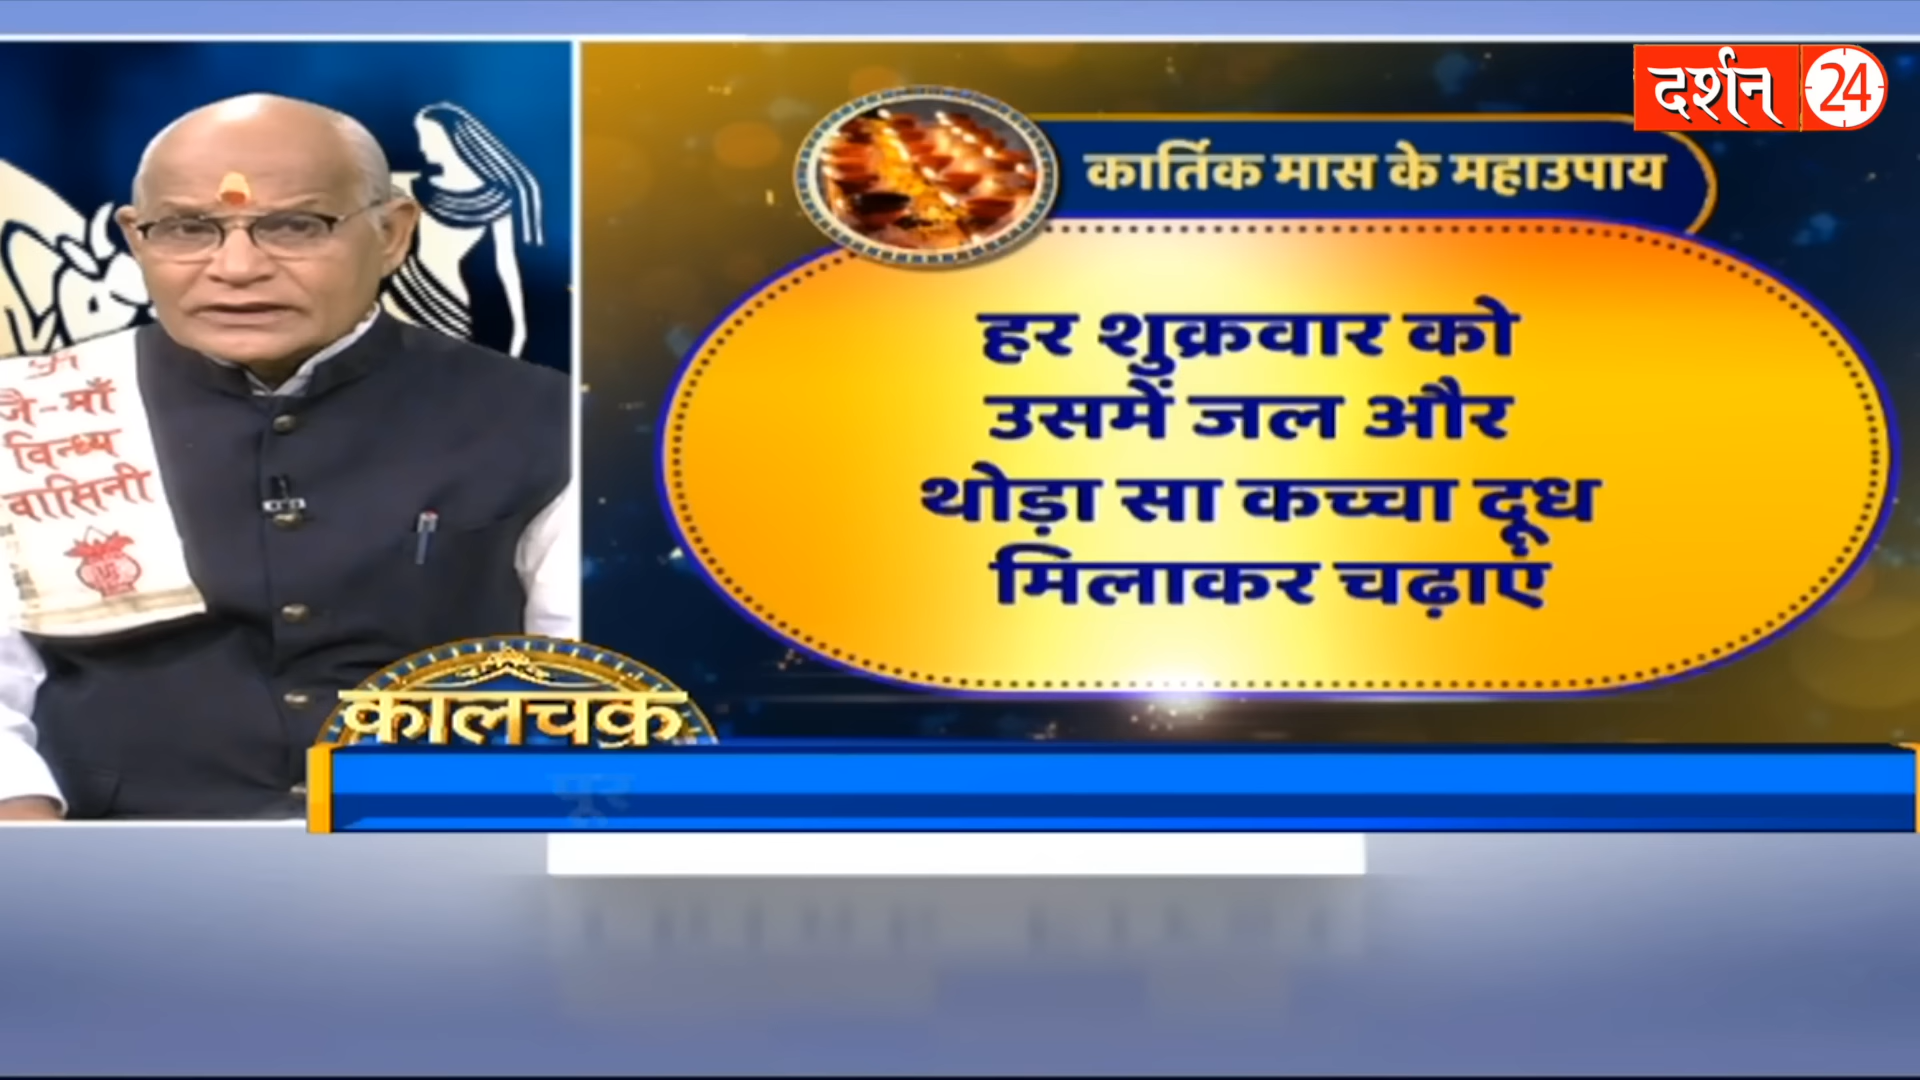 दर्शन 24
कार्तिक मास के महाउपाय
हर शुक्रवार को
उसमें जल और
थोड़ा सा कच्चा दूध
मिलाकर चढ़ाएं
जै-माँ
विन्ध्य
वासिनी
कालचक्र